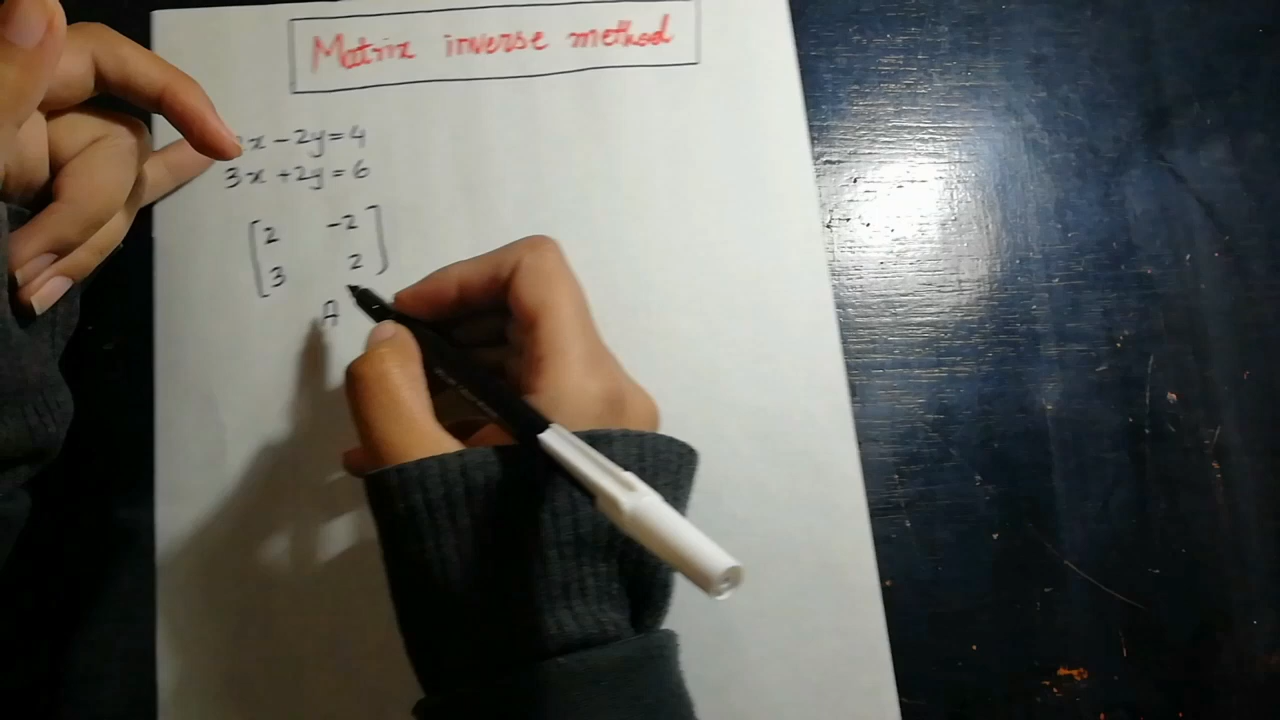 Matrix inverse method
x - 2y = 4
3x + 2y = 6
2 -2
3 2
A